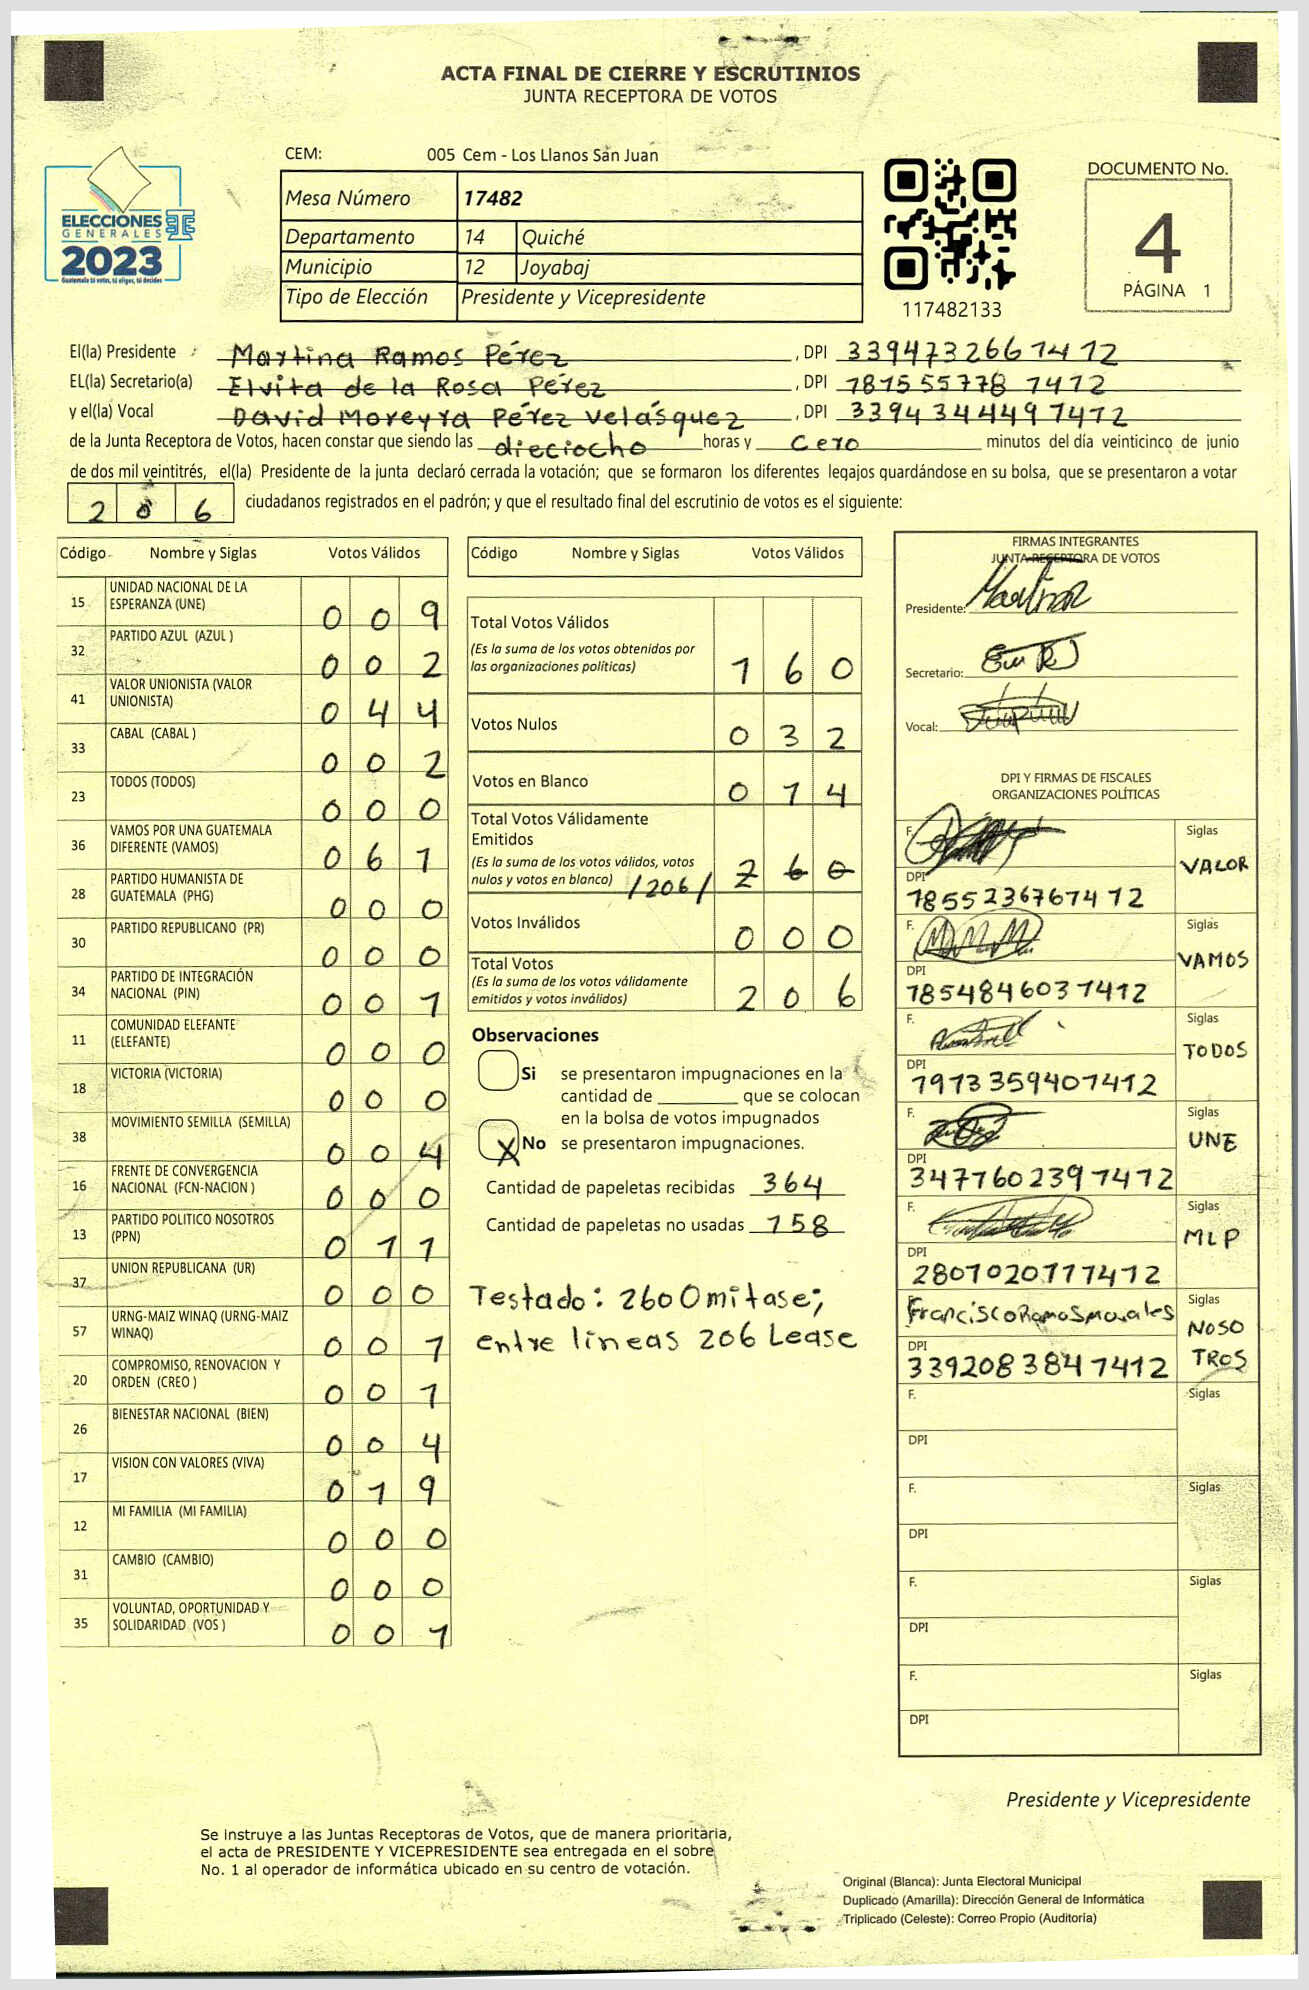 ACTA FINAL DE CIERRE Y ESCRUTINIOS
JUNTA RECEPTORA DE VOTOS
CEM: 005 Cem - Los Llanos San Juan
ELECCIONES
GENERALES
2023
Guatemala tú votas, tú eliges, tú decides
Mesa Número 17482
Departamento 14 Quiché
Municipio 12 Joyabaj
Tipo de Elección Presidente y Vicepresidente
117482133
DOCUMENTO No.
4
PÁGINA 1
El(la) Presidente Martina Ramos Pérez, DPI 3394732661412
EL(la) Secretario(a) Elvita de la Rosa Pérez, DPI 1815557781412
y el(la) Vocal David Moreyra Pérez Velásquez, DPI 3394344491412
de la Junta Receptora de Votos, hacen constar que siendo las dieciocho horas y Cero minutos del día veinticinco de junio
de dos mil veintitrés, el(la) Presidente de la junta declaró cerrada la votación; que se formaron los diferentes legajos quardándose en su bolsa, que se presentaron a votar
2 0 6 ciudadanos registrados en el padrón; y que el resultado final del escrutinio de votos es el siguiente:
Código Nombre y Siglas Votos Válidos
15 UNIDAD NACIONAL DE LA ESPERANZA (UNE) 0 0 9
32 PARTIDO AZUL (AZUL ) 0 0 2
41 VALOR UNIONISTA (VALOR UNIONISTA) 0 4 4
33 CABAL (CABAL ) 0 0 2
23 TODOS (TODOS) 0 0 0
36 VAMOS POR UNA GUATEMALA DIFERENTE (VAMOS) 0 6 1
28 PARTIDO HUMANISTA DE GUATEMALA (PHG) 0 0 0
30 PARTIDO REPUBLICANO (PR) 0 0 0
34 PARTIDO DE INTEGRACIÓN NACIONAL (PIN) 0 0 1
11 COMUNIDAD ELEFANTE (ELEFANTE) 0 0 0
18 VICTORIA (VICTORIA) 0 0 0
38 MOVIMIENTO SEMILLA (SEMILLA) 0 0 4
16 FRENTE DE CONVERGENCIA NACIONAL (FCN-NACION ) 0 0 0
13 PARTIDO POLITICO NOSOTROS (PPN) 0 1 1
37 UNION REPUBLICANA (UR) 0 0 0
57 URNG-MAIZ WINAQ (URNG-MAIZ WINAQ) 0 0 1
20 COMPROMISO, RENOVACION Y ORDEN (CREO ) 0 0 1
26 BIENESTAR NACIONAL (BIEN) 0 0 4
17 VISION CON VALORES (VIVA) 0 1 9
12 MI FAMILIA (MI FAMILIA) 0 0 0
31 CAMBIO (CAMBIO) 0 0 0
35 VOLUNTAD, OPORTUNIDAD Y SOLIDARIDAD (VOS ) 0 0 1
Código Nombre y Siglas Votos Válidos
Total Votos Válidos
(Es la suma de los votos obtenidos por
las organizaciones políticas) 1 6 0
Votos Nulos 0 3 2
Votos en Blanco 0 1 4
Total Votos Válidamente
Emitidos
(Es la suma de los votos válidos, votos
nulos y votos en blanco) /206/ 2 6 0
Votos Inválidos 0 0 0
Total Votos
(Es la suma de los votos válidamente
emitidos y votos inválidos) 2 0 6
Observaciones
Si se presentaron impugnaciones en la
cantidad de ________ que se colocan
en la bolsa de votos impugnados
X No se presentaron impugnaciones.
Cantidad de papeletas recibidas 364
Cantidad de papeletas no usadas 158
Testado: 260 Omitase;
entre lineas 206 Lease
FIRMAS INTEGRANTES
JUNTA RECEPTORA DE VOTOS
Presidente:
Secretario:
Vocal:
DPI Y FIRMAS DE FISCALES
ORGANIZACIONES POLÍTICAS
F. Siglas
VALOR
DPI
1855236761412
F. Siglas
VAMOS
DPI
1854846031412
F. Siglas
TODOS
DPI
1973359401412
F. Siglas
UNE
DPI
3477602391412
F. Siglas
MLP
DPI
2801020111412
F. Francisco Ramos morales Siglas
NOSO
TROS
DPI
3392083841412
F. Siglas
DPI
F. Siglas
DPI
F. Siglas
DPI
F. Siglas
DPI
Presidente y Vicepresidente
Se instruye a las Juntas Receptoras de Votos, que de manera prioritaria,
el acta de PRESIDENTE Y VICEPRESIDENTE sea entregada en el sobre
No. 1 al operador de informática ubicado en su centro de votación.
Original (Blanca): Junta Electoral Municipal
Duplicado (Amarilla): Dirección General de Informática
Triplicado (Celeste): Correo Propio (Auditoría)